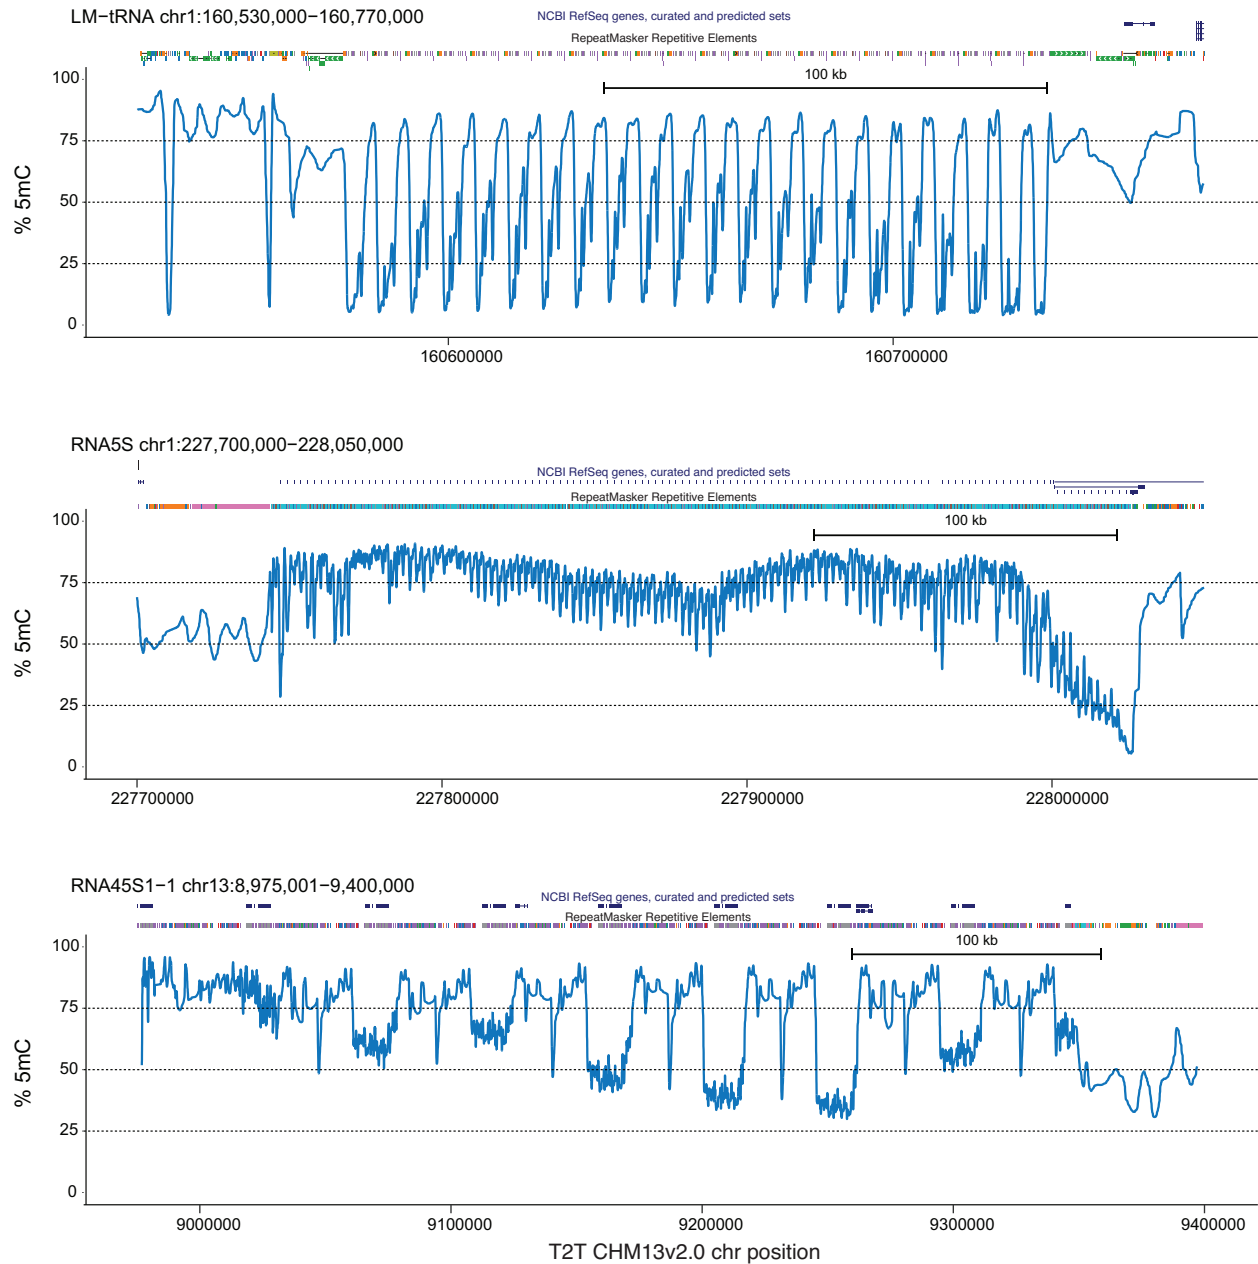 LM−tRNA chr1:160,530,000−160,770,000
NCBI RefSeq genes, curated and predicted sets
RepeatMasker Repetitive Elements
100 kb
100
75
50
25
0
% 5mC
160600000 160700000
RNA5S chr1:227,700,000−228,050,000
NCBI RefSeq genes, curated and predicted sets
RepeatMasker Repetitive Elements
100 kb
100
75
50
25
0
% 5mC
227700000 227800000 227900000 228000000
RNA45S1−1 chr13:8,975,001−9,400,000
NCBI RefSeq genes, curated and predicted sets
RepeatMasker Repetitive Elements
100 kb
100
75
50
25
0
% 5mC
9000000 9100000 9200000 9300000 9400000
T2T CHM13v2.0 chr position